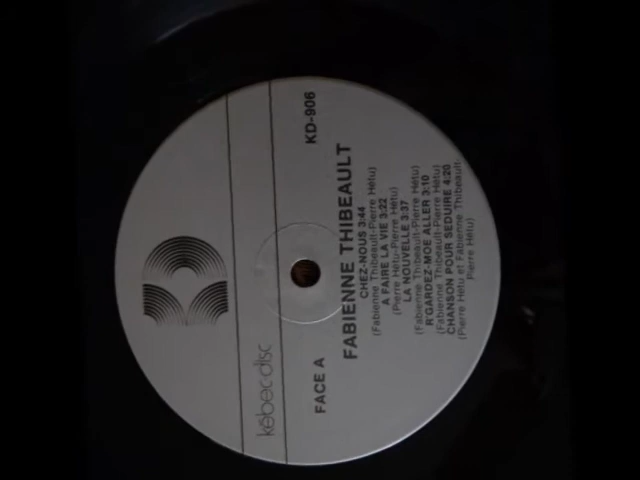 kébec-disc
FACE A
KD-906
FABIENNE THIBEAULT
CHEZ-NOUS 3:44
(Fabienne Thibeault-Pierre Hétu)
A FAIRE LA VIE 3:22
(Pierre Hétu-Pierre Hétu)
LA NOUVELLE 3:37
(Fabienne Thibeault-Pierre Hétu)
R'GARDEZ-MOE ALLER 3:10
(Fabienne Thibeault-Pierre Hétu)
CHANSON POUR SEDUIRE 4:20
(Pierre Hétu et Fabienne Thibeault-
Pierre Hétu)